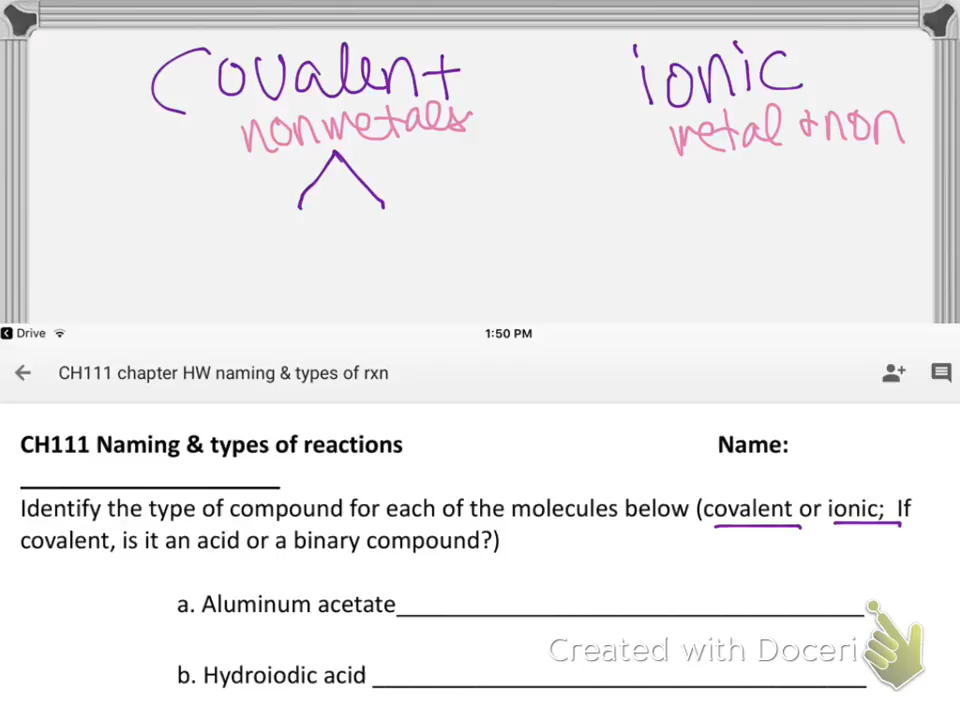 covalent ionic
nonmetals metal + non
Drive 1:50 PM
CH111 chapter HW naming & types of rxn
CH111 Naming & types of reactions Name:
Identify the type of compound for each of the molecules below (covalent or ionic; If
covalent, is it an acid or a binary compound?)
a. Aluminum acetate
Created with Doceri
b. Hydroiodic acid